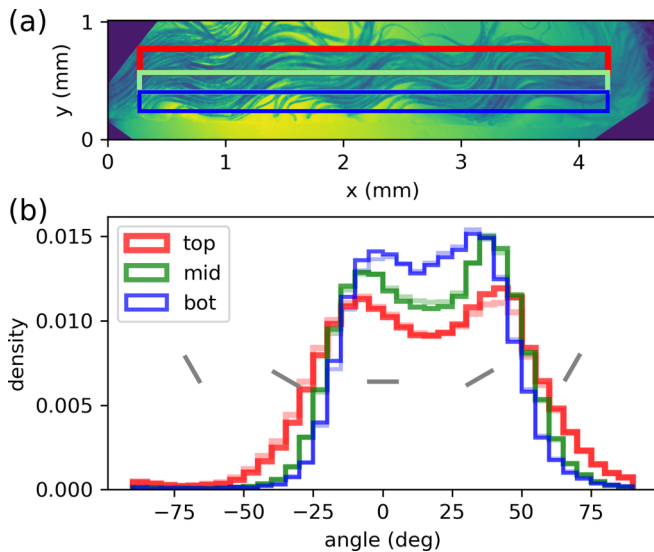 (a)
1
0
y (mm)
0 1 2 3 4
x (mm)
(b)
0.015
0.010
0.005
0.000
density
top
mid
bot
−75 −50 −25 0 25 50 75
angle (deg)